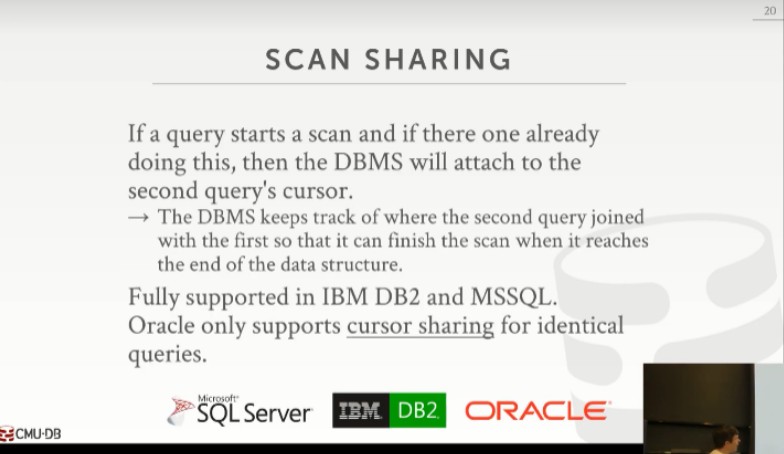 20
SCAN SHARING
If a query starts a scan and if there one already
doing this, then the DBMS will attach to the
second query's cursor.
→ The DBMS keeps track of where the second query joined
with the first so that it can finish the scan when it reaches
the end of the data structure.
Fully supported in IBM DB2 and MSSQL.
Oracle only supports cursor sharing for identical
queries.
Microsoft®
SQL Server®
IBM DB2.
ORACLE®
CMU·DB